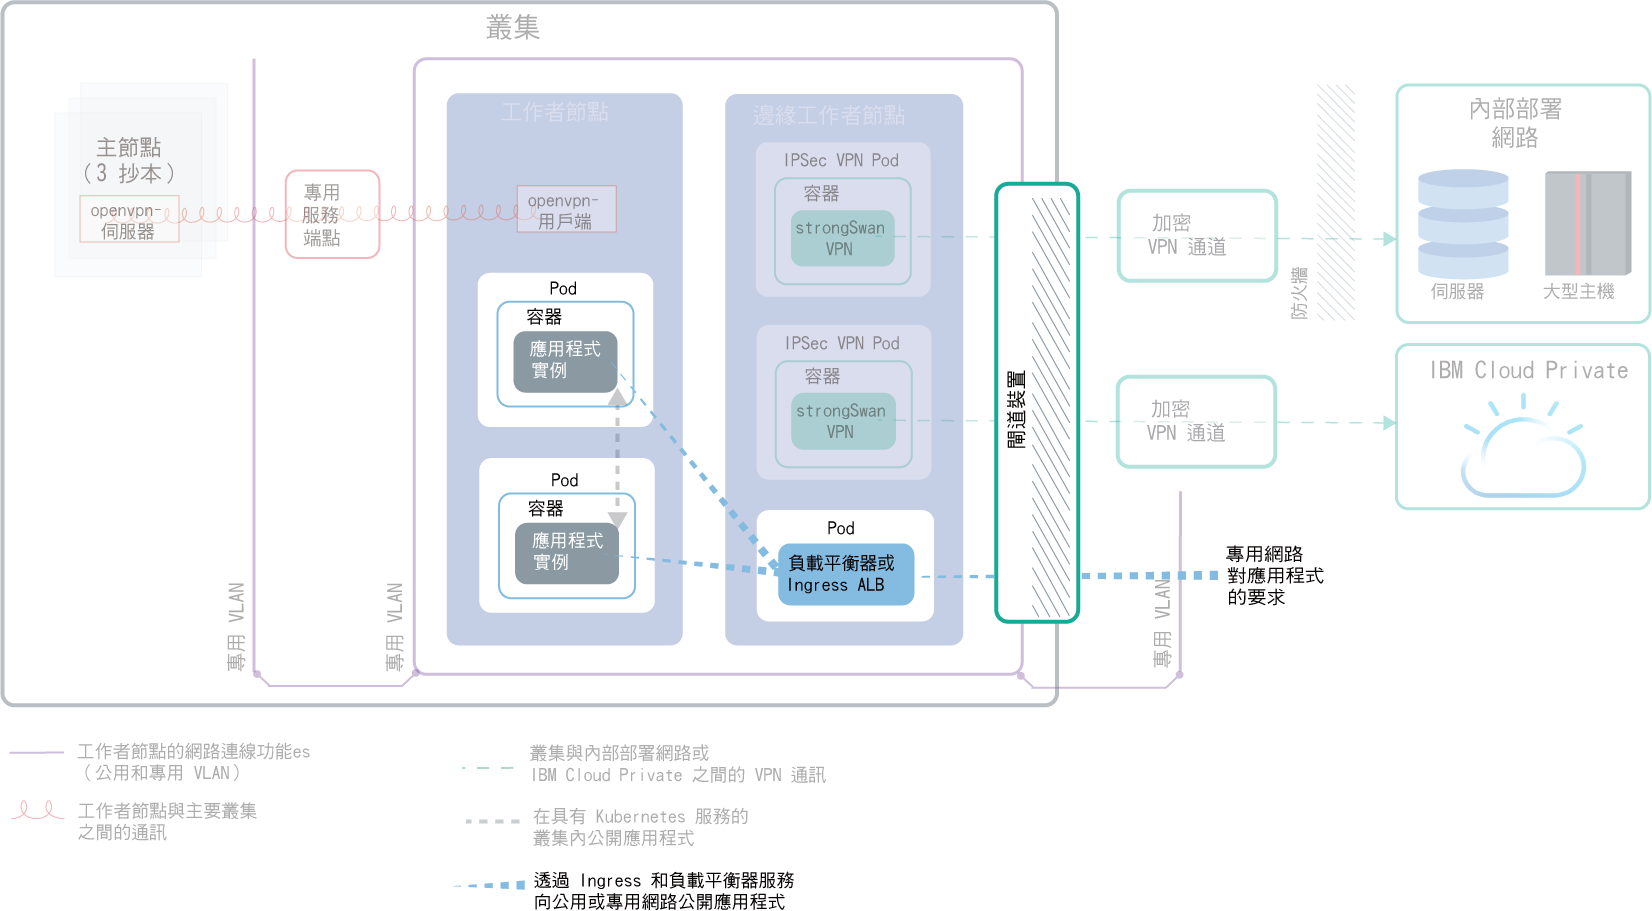 叢集
主節點
（3 抄本）
openvpn-
伺服器
專用
服務
端點
專用 VLAN
專用 VLAN
工作者節點
openvpn-
用戶端
Pod
容器
應用程式
實例
Pod
容器
應用程式
實例
邊緣工作者節點
IPSec VPN Pod
容器
strongSwan
VPN
IPSec VPN Pod
容器
strongSwan
VPN
Pod
負載平衡器或
Ingress ALB
閘道裝置
加密
VPN 通道
加密
VPN 通道
專用 VLAN
防火牆
內部部署
網路
伺服器
大型主機
IBM Cloud Private
專用網路
對應用程式
的要求
工作者節點的網路連線功能es
（公用和專用 VLAN）
工作者節點與主要叢集
之間的通訊
叢集與內部部署網路或
IBM Cloud Private 之間的 VPN 通訊
在具有 Kubernetes 服務的
叢集內公開應用程式
透過 Ingress 和負載平衡器服務
向公用或專用網路公開應用程式